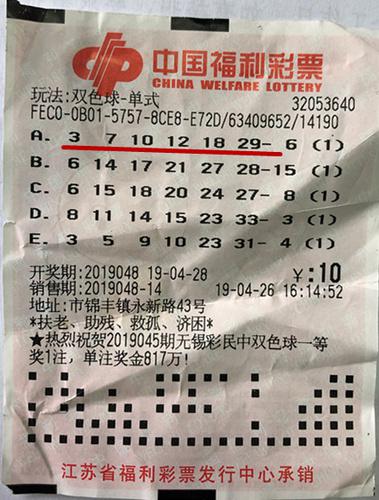 中国福利彩票
CHINA WELFARE LOTTERY
玩法:双色球-单式 32053640
FEC0-0B01-5757-8CE8-E72D/63409652/14190
A. 3 7 10 12 18 29- 6 (1)
B. 6 14 17 21 27 28-15 (1)
C. 6 15 18 20 24 27- 8 (1)
D. 8 11 14 15 23 33- 3 (1)
E. 3 5 9 10 23 31- 4 (1)
开奖期:2019048 19-04-28 ¥:10
销售期:2019048-14 19-04-26 16:14:52
地址:市锦丰镇永新路43号
*扶老、助残、救孤、济困*
★热烈祝贺2019045期无锡彩民中双色球一等
奖1注,单注奖金817万!
江苏省福利彩票发行中心承销